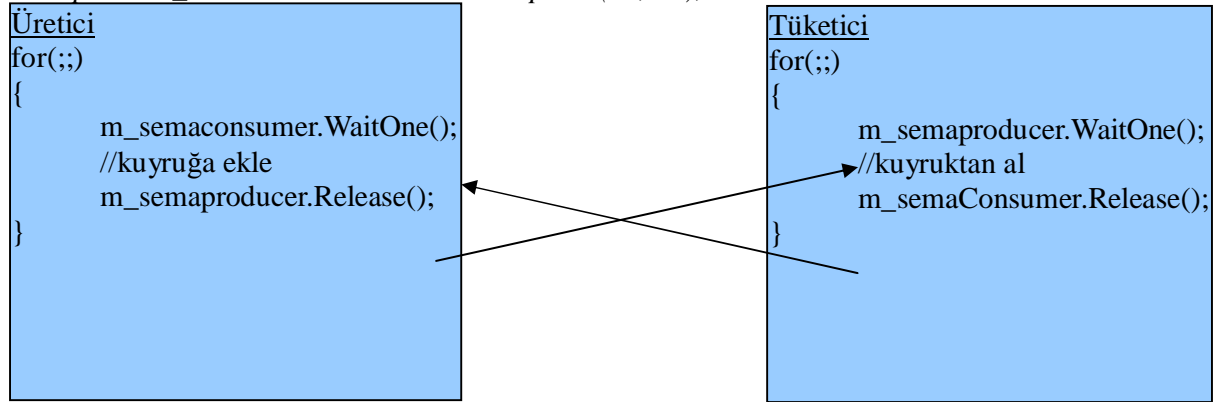 Üretici
for(;;)
{
m_semaconsumer.WaitOne();
//kuyruğa ekle
m_semaproducer.Release();
}
Tüketici
for(;;)
{
m_semaproducer.WaitOne();
//kuyruktan al
m_semaConsumer.Release();
}